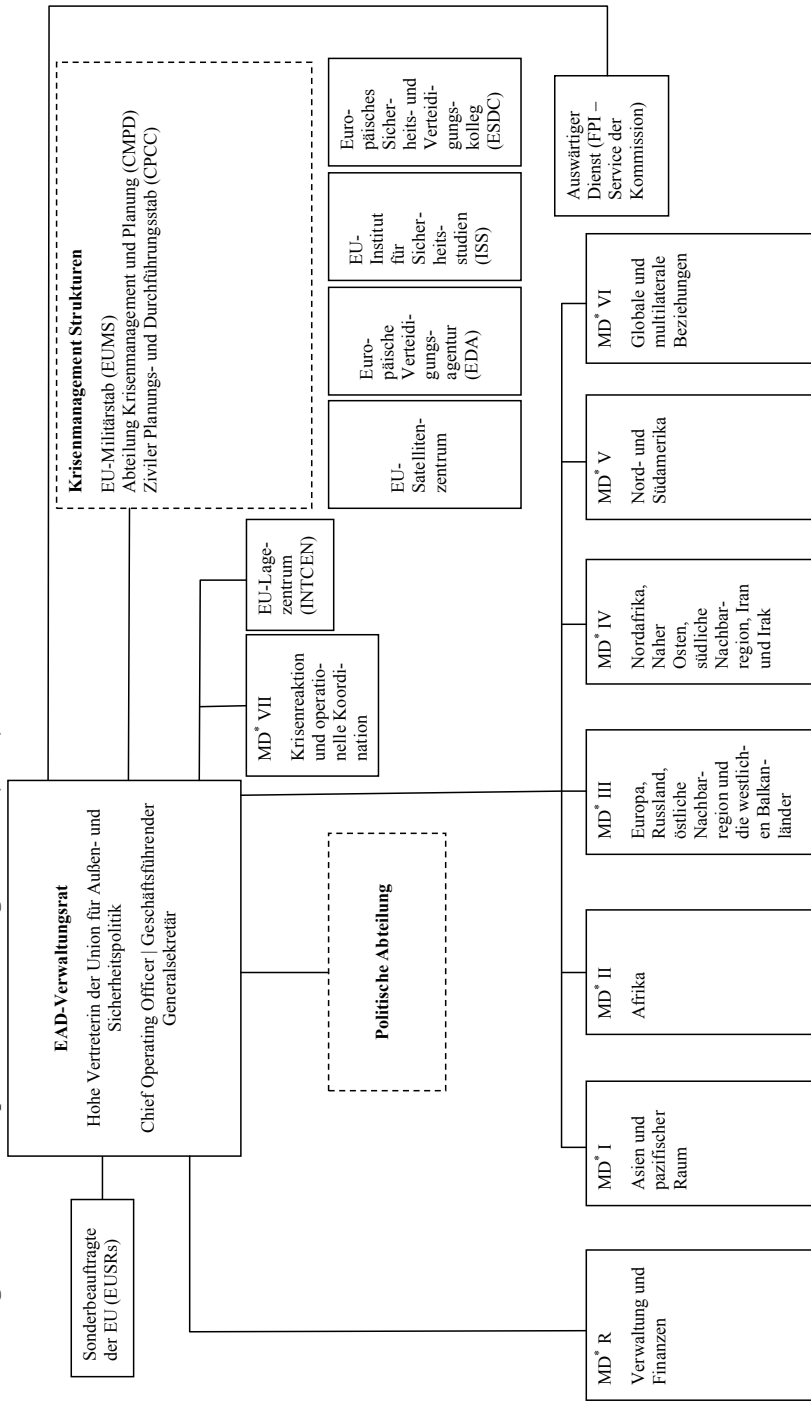 EAD-Verwaltungsrat
Hohe Vertreterin der Union für Außen- und
Sicherheitspolitik
Chief Operating Officer | Geschäftsführender
Generalsekretär
Sonderbeauftragte
der EU (EUSRs)
Krisenmanagement Strukturen
EU-Militärstab (EUMS)
Abteilung Krisenmanagement und Planung (CMPD)
Ziviler Planungs- und Durchführungsstab (CPCC)
MD* VII
Krisenreaktion
und operatio-
nelle Koordi-
nation
EU-Lage-
zentrum
(INTCEN)
EU-
Satelliten-
zentrum
Euro-
päische
Verteidi-
gungs-
agentur
(EDA)
EU-
Institut
für
Sicher-
heits-
studien
(ISS)
Euro-
päisches
Sicher-
heits- und
Verteidi-
gungs-
kolleg
(ESDC)
Politische Abteilung
Auswärtiger
Dienst (FPI –
Service der
Kommission)
MD* R
Verwaltung und
Finanzen
MD* I
Asien und
pazifischer
Raum
MD* II
Afrika
MD* III
Europa,
Russland,
östliche
Nachbar-
region und
die westlich-
en Balkan-
länder
MD* IV
Nordafrika,
Naher
Osten,
südliche
Nachbar-
region, Iran
und Irak
MD* V
Nord- und
Südamerika
MD* VI
Globale und
multilaterale
Beziehungen